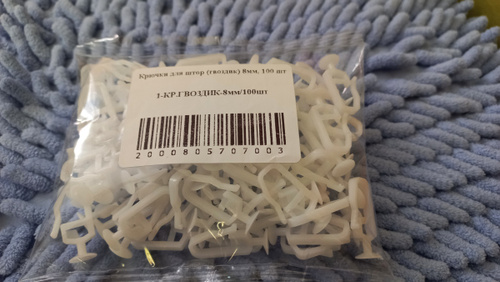 Крючки для штор (гвоздик) 8мм, 100 шт
1-КР.ГВОЗДИК-8мм/100шт
2000805707003